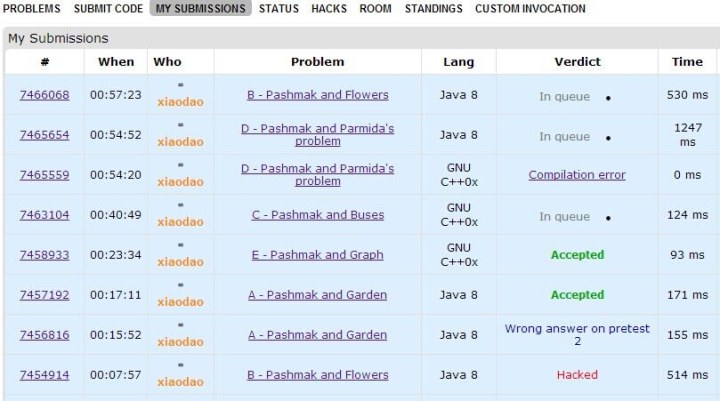 PROBLEMS SUBMIT CODE MY SUBMISSIONS STATUS HACKS ROOM STANDINGS CUSTOM INVOCATION
My Submissions
# When Who Problem Lang Verdict Time
7466068 00:57:23 xiaodao B - Pashmak and Flowers Java 8 In queue 530 ms
7465654 00:54:52 xiaodao D - Pashmak and Parmida's problem Java 8 In queue 1247 ms
7465559 00:54:20 xiaodao D - Pashmak and Parmida's problem GNU C++0x Compilation error 0 ms
7463104 00:40:49 xiaodao C - Pashmak and Buses GNU C++0x In queue 124 ms
7458933 00:23:34 xiaodao E - Pashmak and Graph GNU C++0x Accepted 93 ms
7457192 00:17:11 xiaodao A - Pashmak and Garden Java 8 Accepted 171 ms
7456816 00:15:52 xiaodao A - Pashmak and Garden Java 8 Wrong answer on pretest 2 155 ms
7454914 00:07:57 xiaodao B - Pashmak and Flowers Java 8 Hacked 514 ms